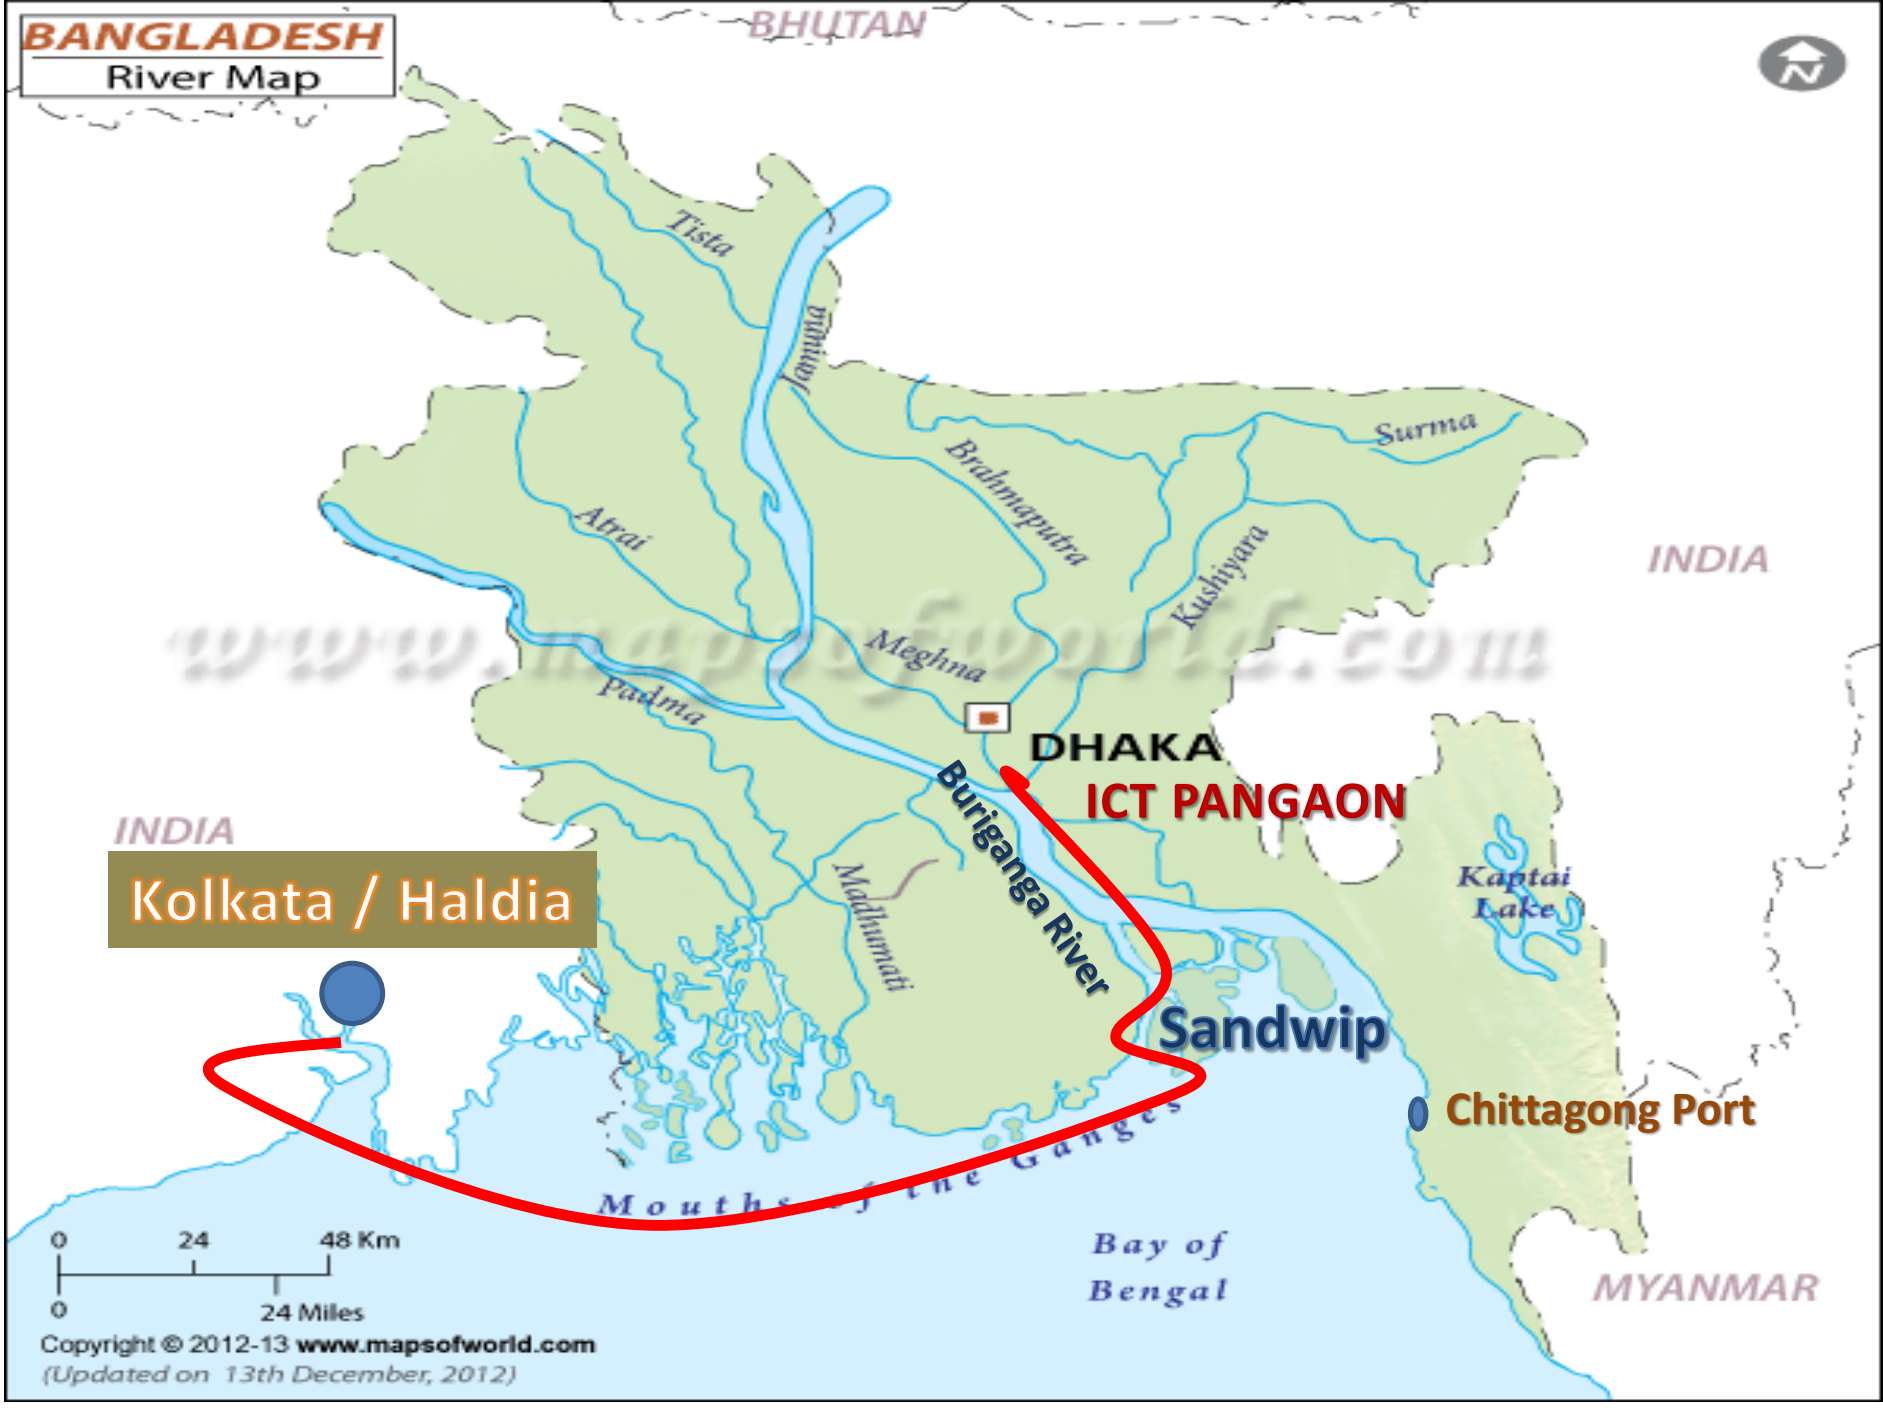 BANGLADESH
River Map
BHUTAN
N
Tista
Jamuna
Surma
Brahmaputra
Atrai
Kushiyara
INDIA
www.mapsofworld.com
Meghna
Padma
DHAKA
ICT PANGAON
Buriganga River
INDIA
Kolkata / Haldia
Madhumati
Kaptai
Lake
Sandwip
Chittagong Port
Mouths of the Ganges
Bay of
Bengal
MYANMAR
0 24 48 Km
0 24 Miles
Copyright © 2012-13 www.mapsofworld.com
(Updated on 13th December, 2012)